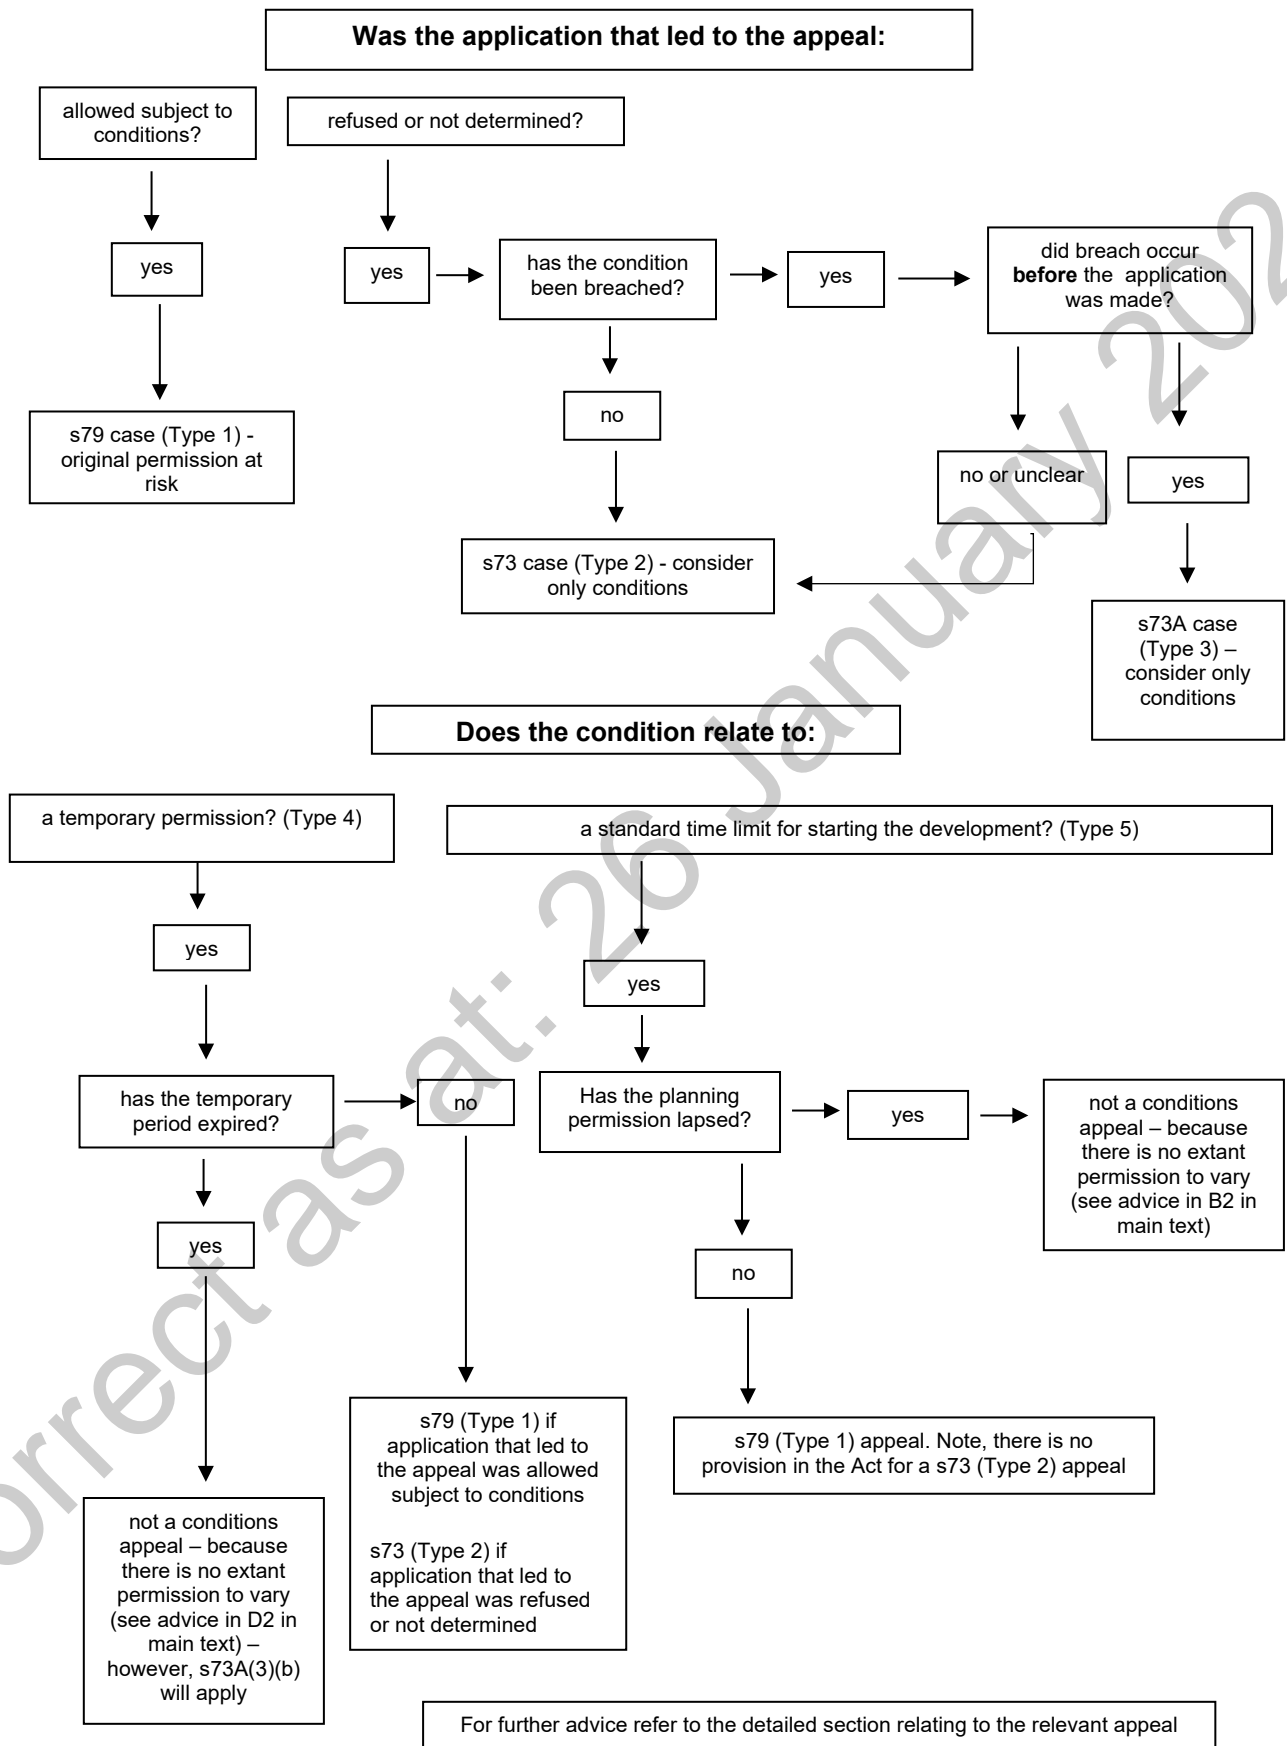 Was the application that led to the appeal:
allowed subject to
conditions?
refused or not determined?
yes
yes
has the condition
been breached?
yes
did breach occur
before the application
was made?
no
no or unclear
yes
s79 case (Type 1) -
original permission at
risk
s73 case (Type 2) - consider
only conditions
s73A case
(Type 3) –
consider only
conditions
Does the condition relate to:
a temporary permission? (Type 4)
a standard time limit for starting the development? (Type 5)
yes
yes
has the temporary
period expired?
no
Has the planning
permission lapsed?
yes
not a conditions
appeal – because
there is no extant
permission to vary
(see advice in B2 in
main text)
yes
no
s79 (Type 1) if
application that led to
the appeal was allowed
subject to conditions
s73 (Type 2) if
application that led to
the appeal was refused
or not determined
s79 (Type 1) appeal. Note, there is no
provision in the Act for a s73 (Type 2) appeal
not a conditions
appeal – because
there is no extant
permission to vary
(see advice in D2 in
main text) –
however, s73A(3)(b)
will apply
For further advice refer to the detailed section relating to the relevant appeal
orrect as at: 26 January 202